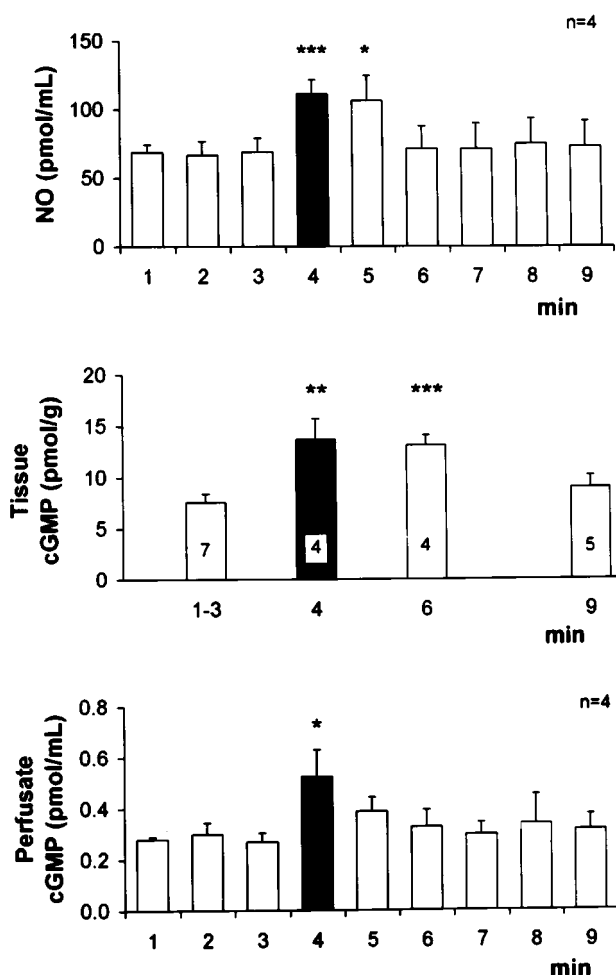 n=4
NO (pmol/mL)
150
100
50
0
*** *
1 2 3 4 5 6 7 8 9
min
Tissue
cGMP (pmol/g)
20
15
10
5
0
** ***
7 4 4 5
1-3 4 6 9
min
n=4
Perfusate
cGMP (pmol/mL)
0.8
0.6
0.4
0.2
0.0
*
1 2 3 4 5 6 7 8 9
min